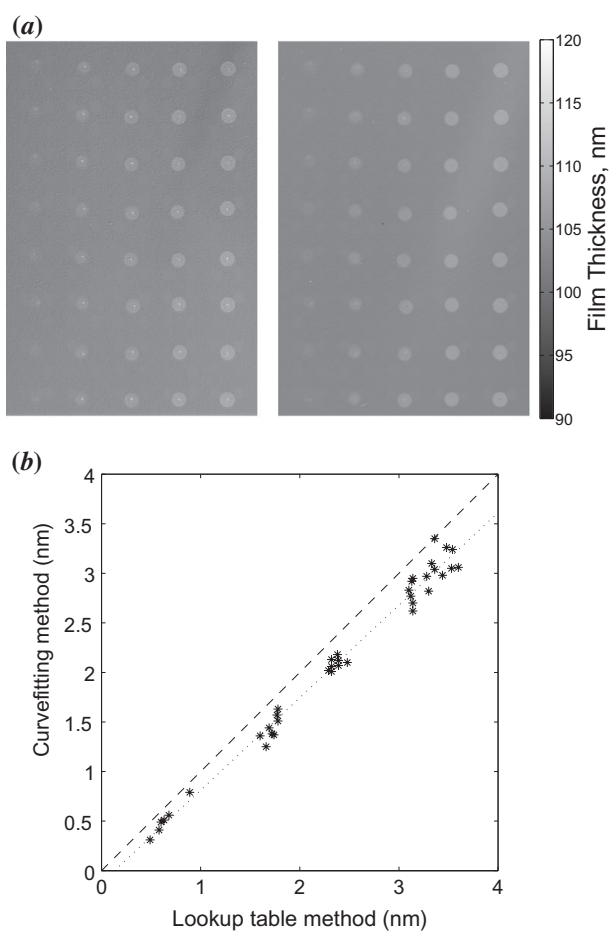 (a)
120
115
110
105
100
95
90
Film Thickness, nm
(b)
4
3.5
3
2.5
2
1.5
1
0.5
0
Curvefitting method (nm)
0 1 2 3 4
Lookup table method (nm)